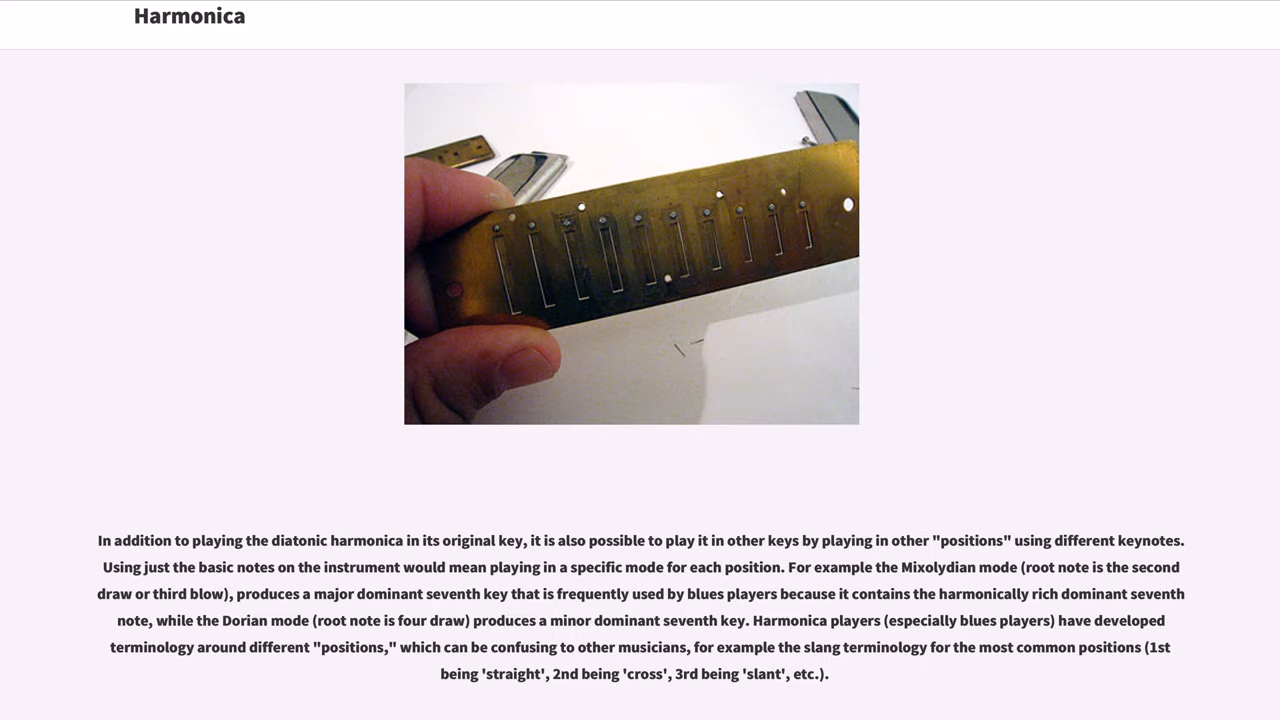 Harmonica
In addition to playing the diatonic harmonica in its original key, it is also possible to play it in other keys by playing in other "positions" using different keynotes.
Using just the basic notes on the instrument would mean playing in a specific mode for each position. For example the Mixolydian mode (root note is the second
draw or third blow), produces a major dominant seventh key that is frequently used by blues players because it contains the harmonically rich dominant seventh
note, while the Dorian mode (root note is four draw) produces a minor dominant seventh key. Harmonica players (especially blues players) have developed
terminology around different "positions," which can be confusing to other musicians, for example the slang terminology for the most common positions (1st
being 'straight', 2nd being 'cross', 3rd being 'slant', etc.).